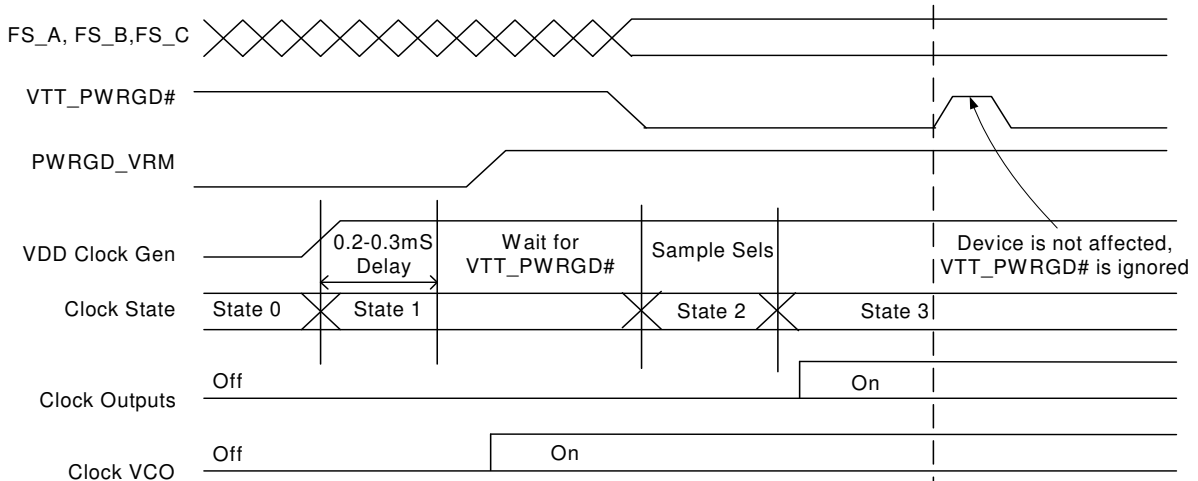 FS_A, FS_B,FS_C
VTT_PWRGD#
PWRGD_VRM
VDD Clock Gen
0.2-0.3mS
Delay
Wait for
VTT_PWRGD#
Sample Sels
Device is not affected,
VTT_PWRGD# is ignored
Clock State
State 0
State 1
State 2
State 3
Clock Outputs
Off
On
Clock VCO
Off
On